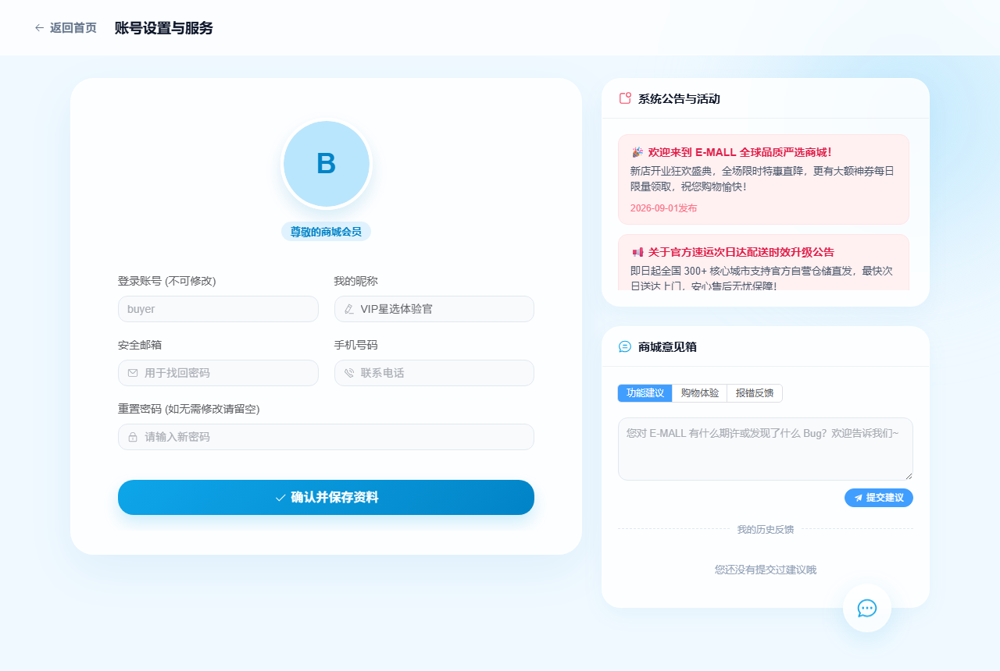 返回首页 账号设置与服务
B
尊敬的商城会员
登录账号 (不可修改)
我的昵称
buyer
VIP星选体验官
安全邮箱
手机号码
用于找回密码
联系电话
重置密码 (如无需修改请留空)
请输入新密码
确认并保存资料
系统公告与活动
欢迎来到 E-MALL 全球品质严选商城！
新店开业狂欢盛典，全场限时特惠直降，更有大额神券每日
限量领取，祝您购物愉快！
2026-09-01发布
关于官方速运次日达配送时效升级公告
即日起全国 300+ 核心城市支持官方自营仓储直发，最快次
日送达上门，安心售后无忧保障！
商城意见箱
功能建议 购物体验 报错反馈
您对 E-MALL 有什么期许或发现了什么 Bug？欢迎告诉我们~
提交建议
我的历史反馈
您还没有提交过建议哦